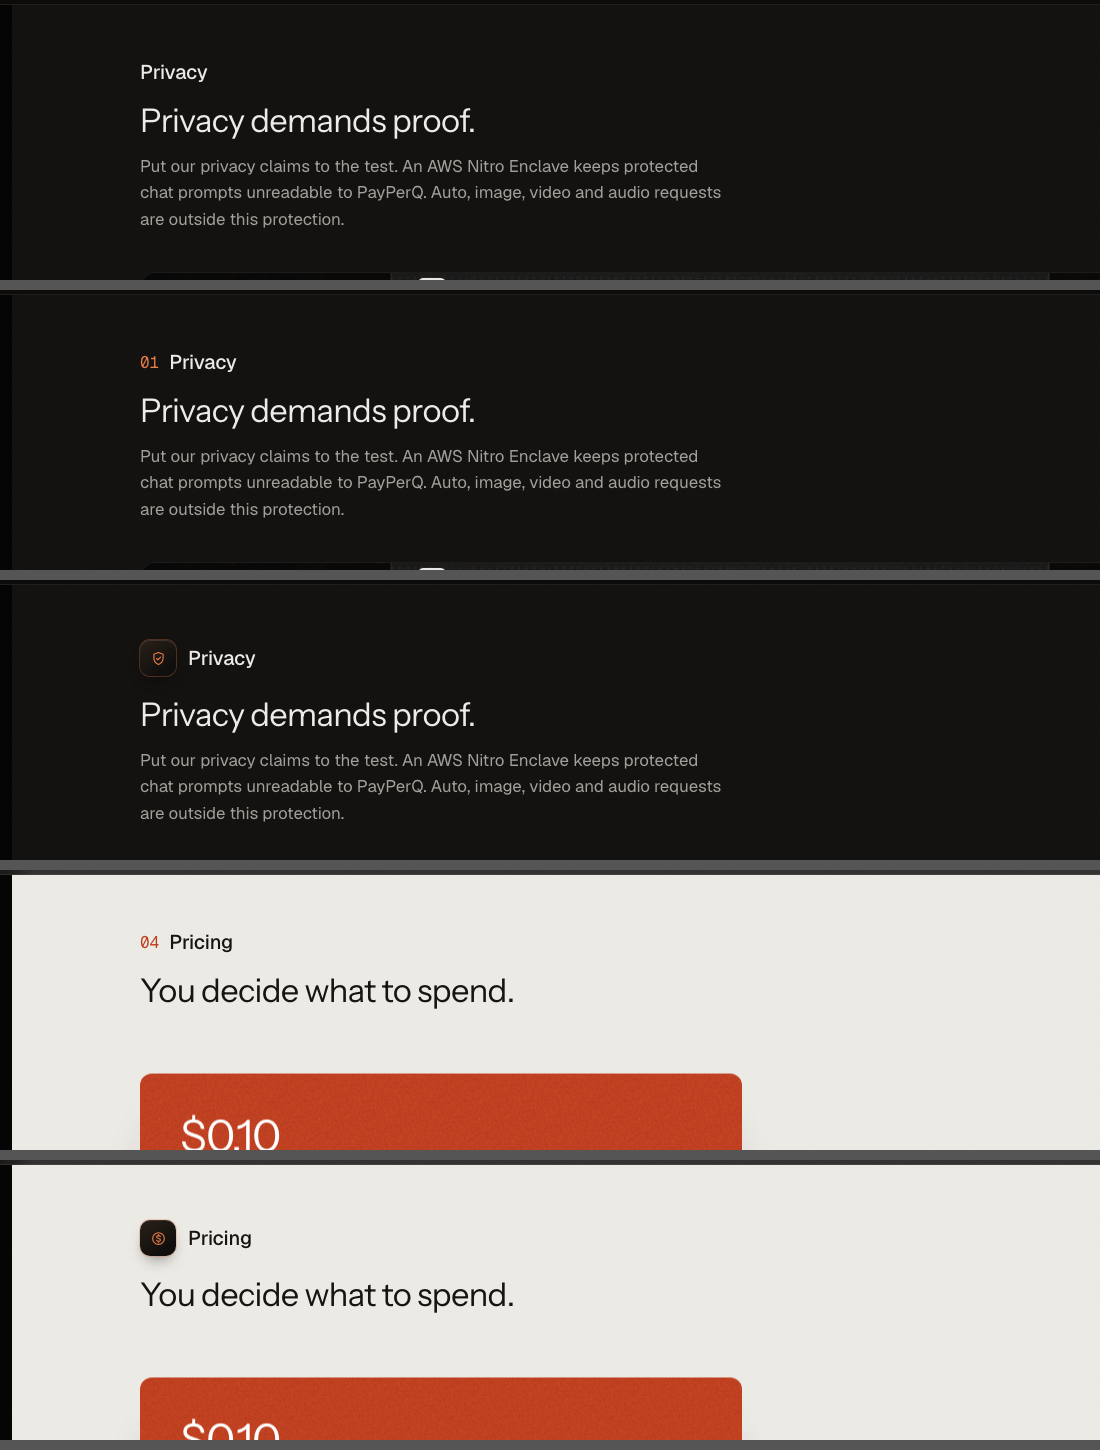 Privacy
Privacy demands proof.
Put our privacy claims to the test. An AWS Nitro Enclave keeps protected
chat prompts unreadable to PayPerQ. Auto, image, video and audio requests
are outside this protection.
01 Privacy
Privacy demands proof.
Put our privacy claims to the test. An AWS Nitro Enclave keeps protected
chat prompts unreadable to PayPerQ. Auto, image, video and audio requests
are outside this protection.
Privacy
Privacy demands proof.
Put our privacy claims to the test. An AWS Nitro Enclave keeps protected
chat prompts unreadable to PayPerQ. Auto, image, video and audio requests
are outside this protection.
04 Pricing
You decide what to spend.
$0.10
Pricing
You decide what to spend.
$0.10